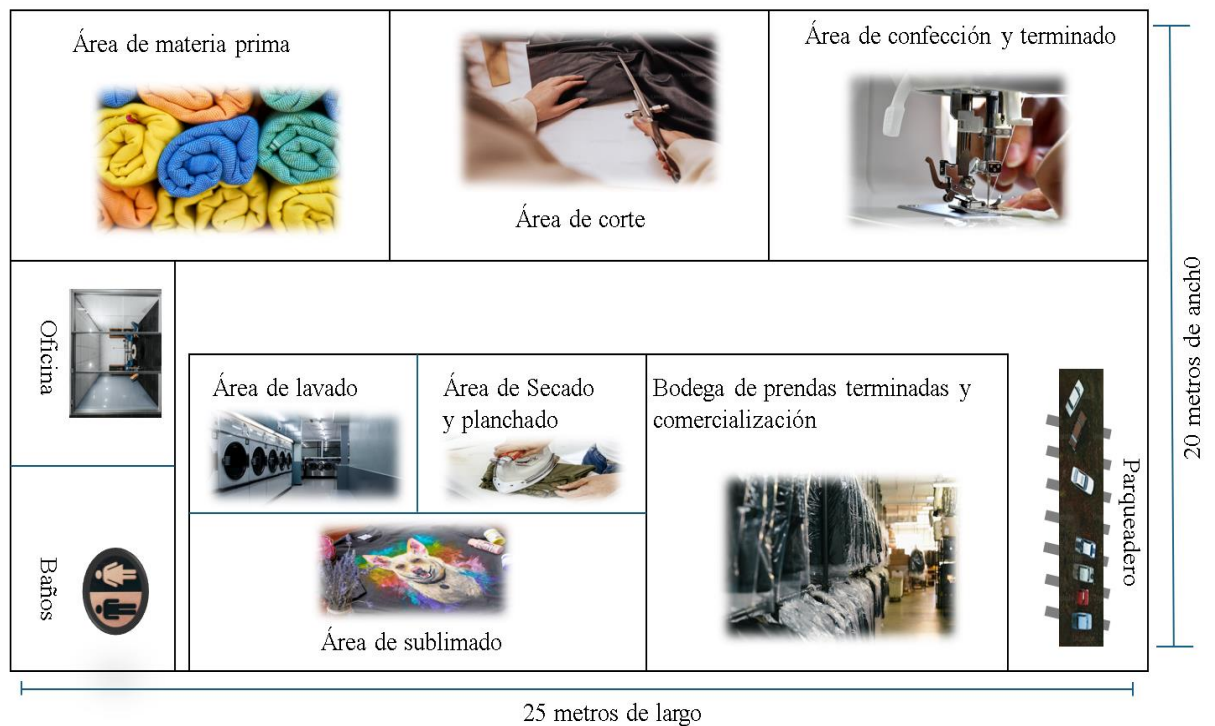 Área de materia prima
Área de corte
Área de confección y terminado
Oficina
Área de lavado
Área de Secado
y planchado
Bodega de prendas terminadas y
comercialización
Parqueadero
20 metros de anch0
Baños
Área de sublimado
25 metros de largo